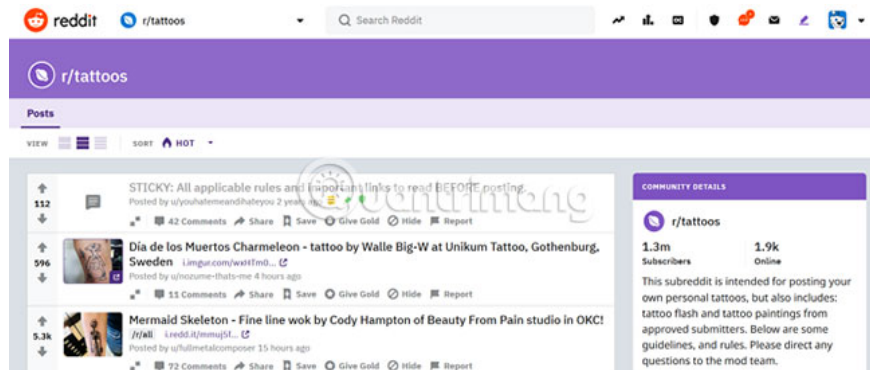 reddit r/tattoos Search Reddit
r/tattoos
Posts
VIEW SORT HOT
112
STICKY: All applicable rules and important links to read BEFORE posting.
Posted by u/youhatemeandihateyou 2 years ago
42 Comments Share Save Give Gold Hide Report
596
Día de los Muertos Charmeleon - tattoo by Walle Big-W at Unikum Tattoo, Gothenburg,
Sweden i.imgur.com/wxHTm0...
Posted by u/nozume-thats-me 4 hours ago
11 Comments Share Save Give Gold Hide Report
5.3k
Mermaid Skeleton - Fine line wok by Cody Hampton of Beauty From Pain studio in OKC!
/r/all i.redd.it/mmuj5f...
Posted by u/fullmetalcomposer 15 hours ago
72 Comments Share Save Give Gold Hide Report
COMMUNITY DETAILS
r/tattoos
1.3m 1.9k
Subscribers Online
This subreddit is intended for posting your
own personal tattoos, but also includes:
tattoo flash and tattoo paintings from
approved submitters. Below are some
guidelines, and rules. Please direct any
questions to the mod team.
Quantrimang